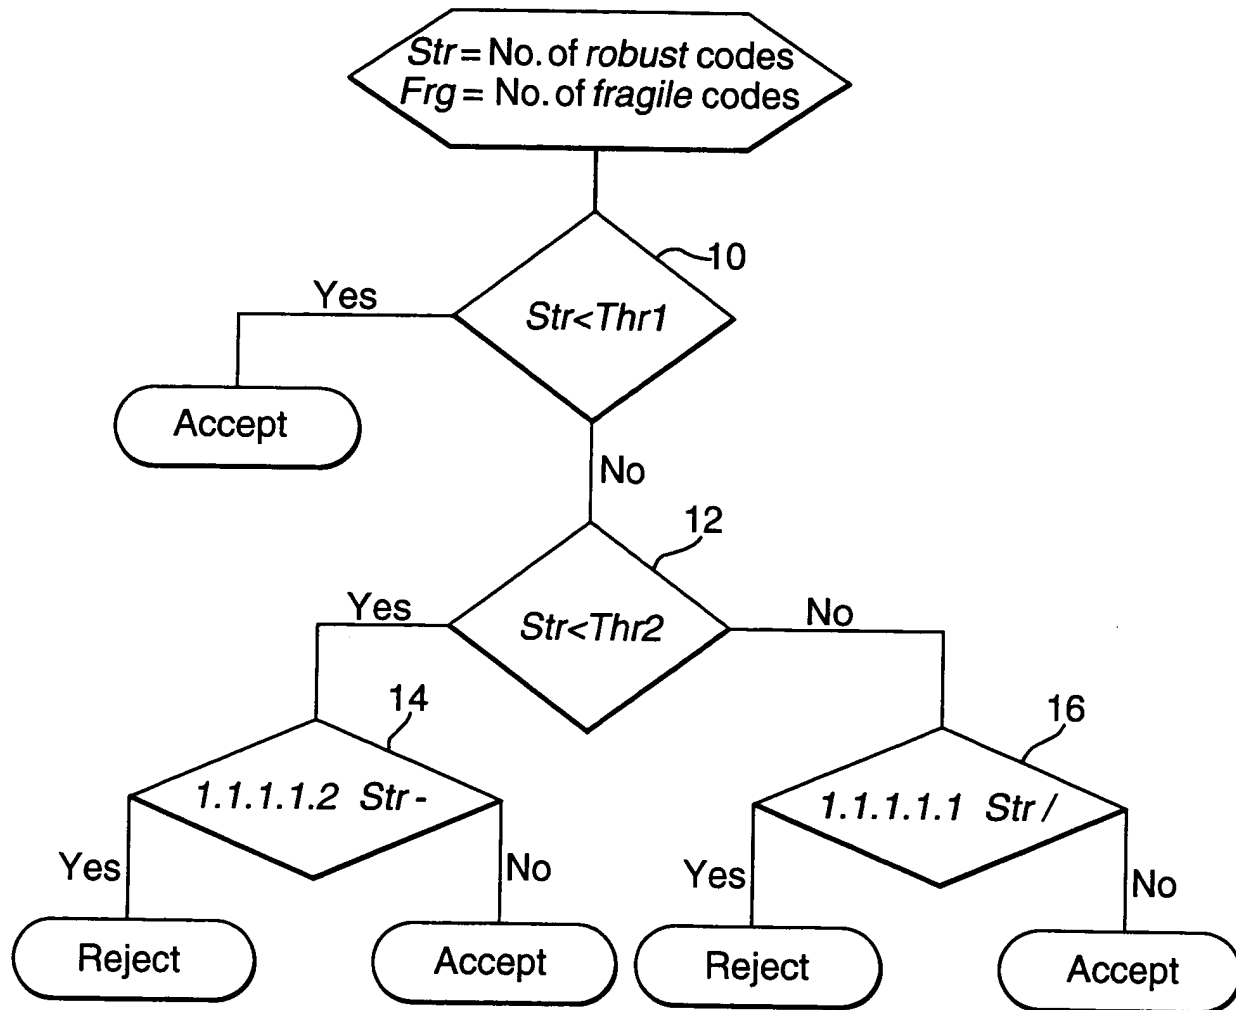 Str = No. of robust codes
Frg = No. of fragile codes
10
Yes
Str<Thr1
Accept
No
12
Yes
Str<Thr2
No
14
16
1.1.1.1.2 Str -
1.1.1.1.1 Str /
Yes
No
Yes
No
Reject
Accept
Reject
Accept